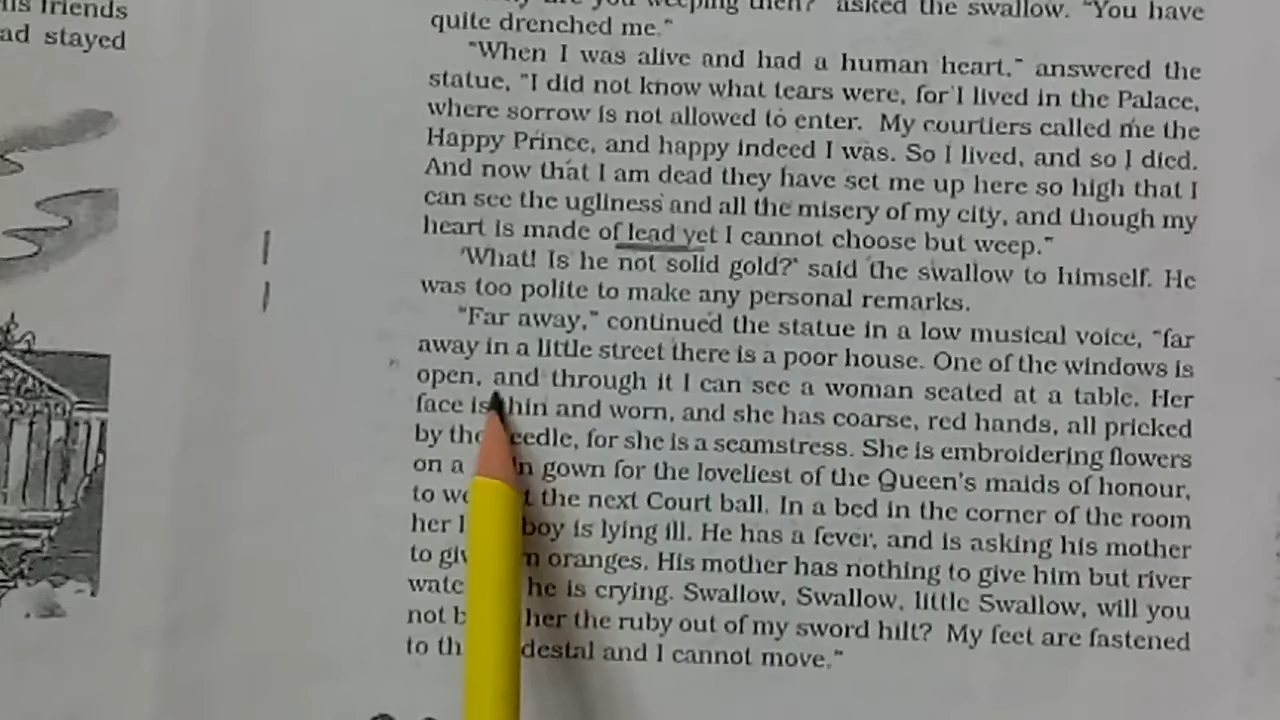 his friends
ad stayed
are you weeping then?" asked the swallow. "You have
quite drenched me."
"When I was alive and had a human heart," answered the
statue, "I did not know what tears were, for I lived in the Palace,
where sorrow is not allowed to enter. My courtiers called me the
Happy Prince, and happy indeed I was. So I lived, and so I died.
And now that I am dead they have set me up here so high that I
can see the ugliness and all the misery of my city, and though my
heart is made of lead yet I cannot choose but weep."
'What! Is he not solid gold?' said the swallow to himself. He
was too polite to make any personal remarks.
"Far away," continued the statue in a low musical voice, "far
away in a little street there is a poor house. One of the windows is
open, and through it I can see a woman seated at a table. Her
face is thin and worn, and she has coarse, red hands, all pricked
by the needle, for she is a seamstress. She is embroidering flowers
on a gown for the loveliest of the Queen's maids of honour,
to the next Court ball. In a bed in the corner of the room
her boy is lying ill. He has a fever, and is asking his mother
to oranges. His mother has nothing to give him but river
he is crying. Swallow, Swallow, little Swallow, will you
not her the ruby out of my sword hilt? My feet are fastened
to and I cannot move."